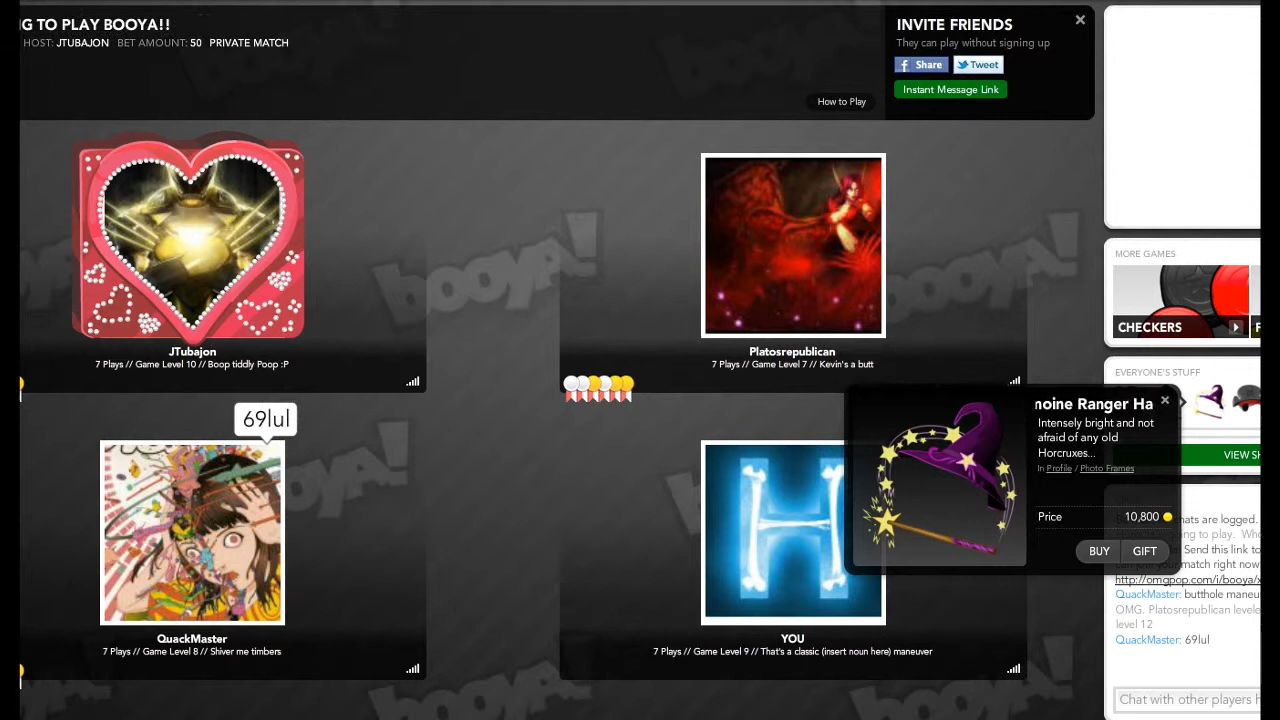 G TO PLAY BOOYA!!
HOST: JTUBAJON BET AMOUNT: 50 PRIVATE MATCH
How to Play
INVITE FRIENDS
They can play without signing up
f Share
Tweet
Instant Message Link
booya!
JTubajon
7 Plays // Game Level 10 // Boop tiddly Poop :P
Platosrepublican
7 Plays // Game Level 7 // Kevin's a butt
69lul
QuackMaster
7 Plays // Game Level 8 // Shiver me timbers
H
YOU
7 Plays // Game Level 9 // That's a classic (insert noun here) maneuver
MORE GAMES
CHECKERS
EVERYONE'S STUFF
moine Ranger Ha
Intensely bright and not
afraid of any old
Horcruxes...
In Profile / Photo Frames
Price 10,800
BUY GIFT
VIEW SH
hats are logged.
ing to play. Who
Send this link to
can join your match right now
http://omgpop.com/i/booya/x
QuackMaster: butthole maneu
OMG. Platosrepublican levele
level 12
QuackMaster: 69lul
Chat with other players h